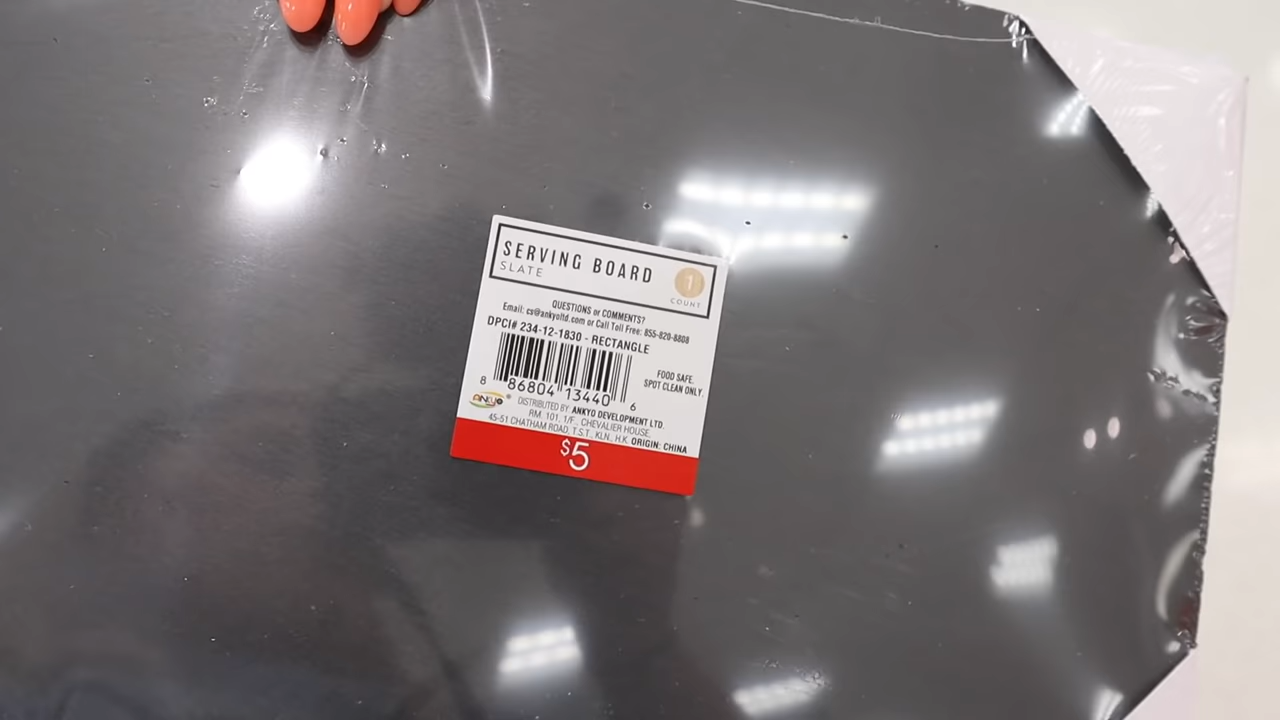 SERVING BOARD
SLATE
1
COUNT
QUESTIONS or COMMENTS?
Email: cs@ankyoltd.com or Call Toll Free: 855-820-6808
DPCI# 234-12-1830 - RECTANGLE
8 86804 13440 6
FOOD SAFE.
SPOT CLEAN ONLY.
ANKYO®
DISTRIBUTED BY: ANKYO DEVELOPMENT LTD.
RM. 101, 1/F., CHEVALIER HOUSE,
45-51 CHATHAM ROAD, T.S.T., KLN., H.K. ORIGIN: CHINA
$5